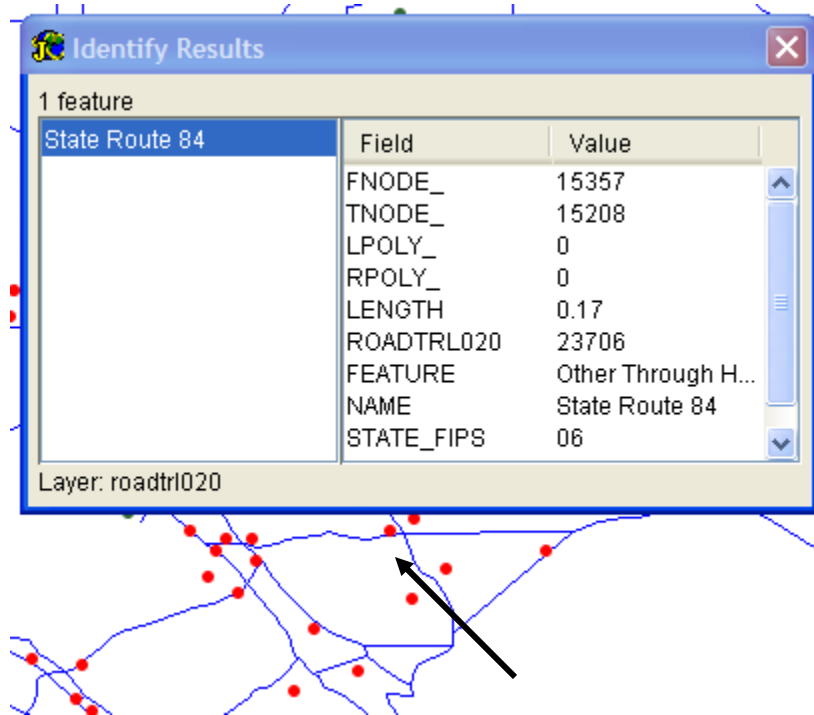 Identify Results
1 feature
State Route 84
Field Value
FNODE_ 15357
TNODE_ 15208
LPOLY_ 0
RPOLY_ 0
LENGTH 0.17
ROADTRL020 23706
FEATURE Other Through H...
NAME State Route 84
STATE_FIPS 06
Layer: roadtrl020